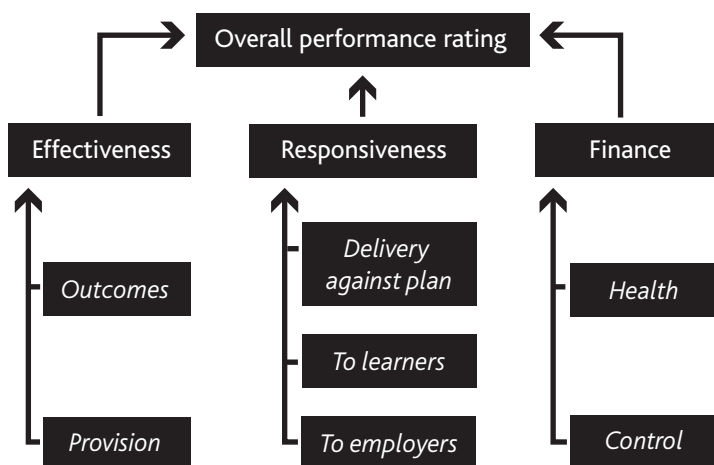 Overall performance rating
Effectiveness
Responsiveness
Finance
Outcomes
Provision
Delivery
against plan
To learners
To employers
Health
Control